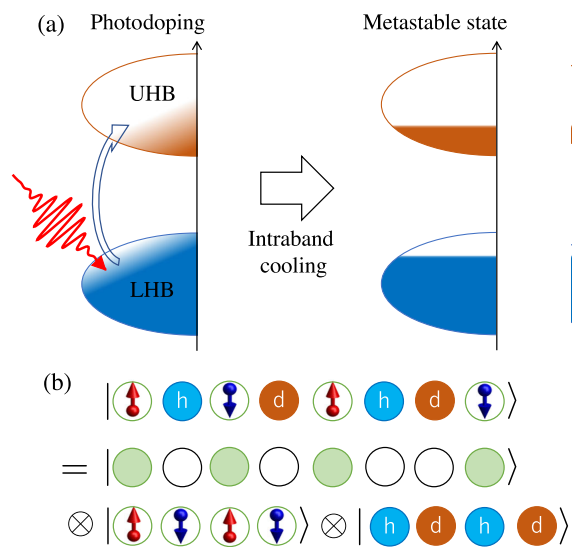 (a) Photodoping Metastable state
UHB
Intraband
cooling
LHB
(b)
| h d h d ⟩
= | ⟩
⊗ | ⟩ ⊗ | h d h d ⟩